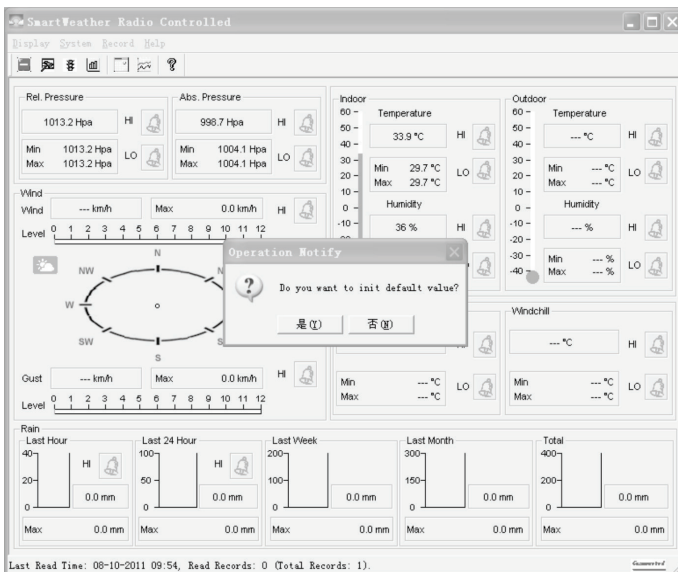 SmartWeather Radio Controlled
Display System Record Help
Rel. Pressure
1013.2 Hpa
HI
Min 1013.2 Hpa
Max 1013.2 Hpa
LO
Abs. Pressure
998.7 Hpa
HI
Min 1004.1 Hpa
Max 1004.1 Hpa
LO
Indoor
60
50
40
30
20
10
0
-10
-20
Temperature
33.9 °C
HI
Min 29.7 °C
Max 29.7 °C
LO
Humidity
36 %
HI
Outdoor
60
50
40
30
20
10
0
-10
-20
-30
-40
Temperature
--- °C
HI
Min --- °C
Max --- °C
LO
Humidity
--- %
HI
Min --- %
Max --- %
LO
Wind
Wind --- km/h
Max 0.0 km/h
HI
Level 0 1 2 3 4 5 6 7 8 9 10 11 12
N
NW
N
W
SW
S
S
Gust --- km/h
Max 0.0 km/h
HI
Level 0 1 2 3 4 5 6 7 8 9 10 11 12
Operation Notify
Do you want to init default value?
是(Y)
否(N)
Min --- °C
Max --- °C
LO
Windchill
--- °C
HI
Min --- °C
Max --- °C
LO
Rain
Last Hour
40
20
0
HI
0.0 mm
Max 0.0 mm
Last 24 Hour
100
50
0
HI
0.0 mm
Max 0.0 mm
Last Week
200
100
0
0.0 mm
Max 0.0 mm
Last Month
300
150
0
0.0 mm
Max 0.0 mm
Total
400
200
0
0.0 mm
Max 0.0 mm
Last Read Time: 08-10-2011 09:54, Read Records: 0 (Total Records: 1).